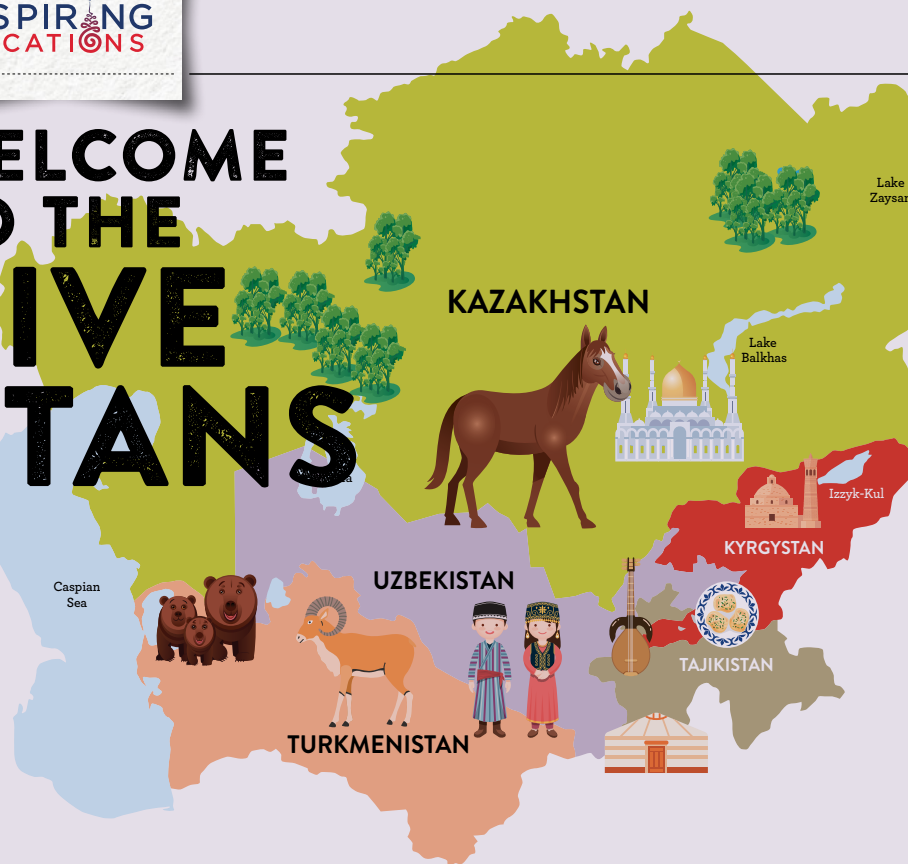 SPIRING
CATIONS
ELCOME
O THE
IVE
TANS
Lake
Zaysan
KAZAKHSTAN
Lake
Balkhas
Izzyk-Kul
KYRGYSTAN
UZBEKISTAN
Caspian
Sea
TAJIKISTAN
TURKMENISTAN